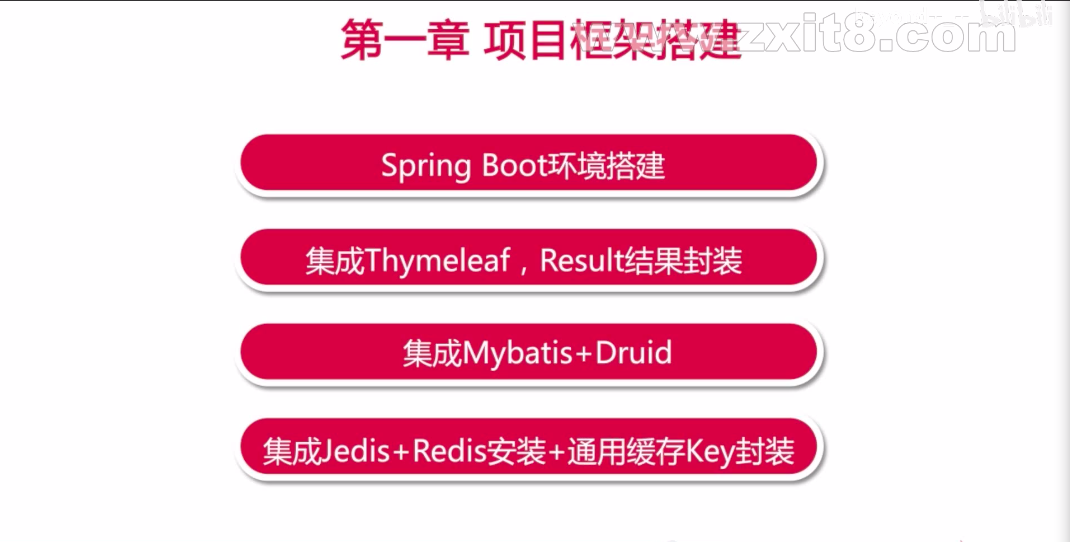 第一章 项目框架搭建
www.zxit8.com
bilibili
Spring Boot环境搭建
集成Thymeleaf，Result结果封装
集成Mybatis+Druid
集成Jedis+Redis安装+通用缓存Key封装